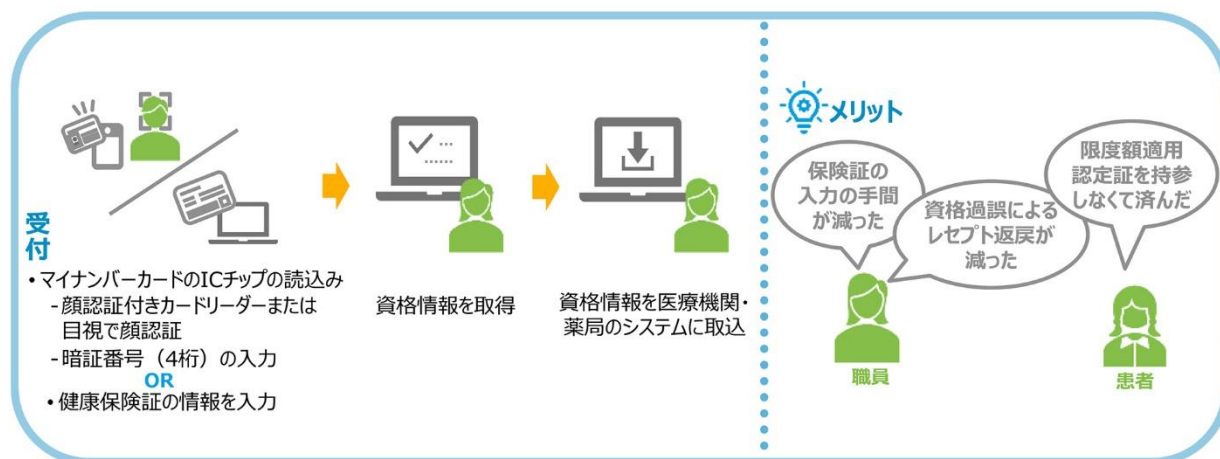 受付
・マイナンバーカードのICチップの読込み
-顔認証付きカードリーダーまたは
目視で顔認証
-暗証番号（4桁）の入力
OR
・健康保険証の情報を入力
資格情報を取得
資格情報を医療機関・
薬局のシステムに取込
メリット
保険証の
入力の手間
が減った
資格過誤による
レセプト返戻が
減った
限度額適用
認定証を持参
しなくて済んだ
職員
患者